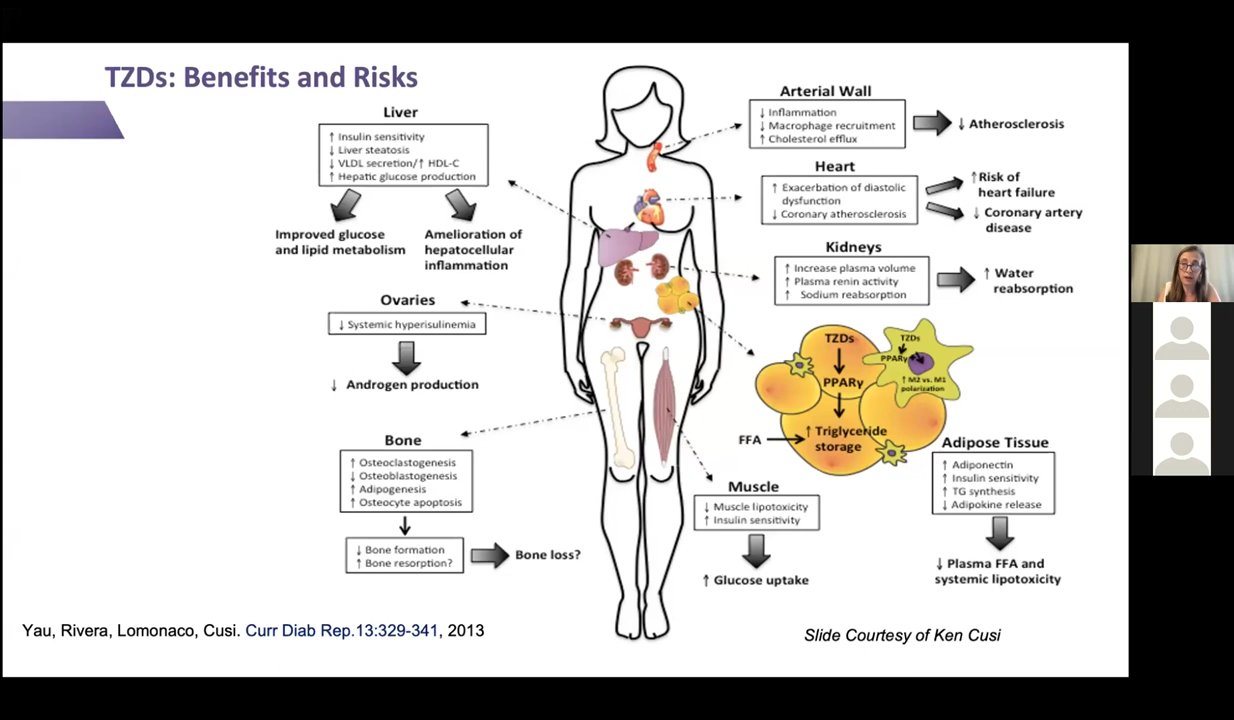 TZDs: Benefits and Risks
Liver
↑ Insulin sensitivity
↓ Liver steatosis
↓ VLDL secretion/↑ HDL-C
↑ Hepatic glucose production
Improved glucose
and lipid metabolism
Amelioration of
hepatocellular
inflammation
Ovaries
↓ Systemic hyperisulinemia
↓ Androgen production
Bone
↑ Osteoclastogenesis
↓ Osteoblastogenesis
↑ Adipogenesis
↑ Osteocyte apoptosis
↓ Bone formation
↑ Bone resorption?
Bone loss?
Arterial Wall
↓ Inflammation
↓ Macrophage recruitment
↑ Cholesterol efflux
↓ Atherosclerosis
Heart
↑ Exacerbation of diastolic
dysfunction
↓ Coronary atherosclerosis
↑ Risk of
heart failure
↓ Coronary artery
disease
Kidneys
↑ Increase plasma volume
↑ Plasma renin activity
↑ Sodium reabsorption
↑ Water
reabsorption
TZDs
PPARγ
FFA
↑ Triglyceride
storage
TZDs
PPARγ
↑ M2 vs. M1
polarization
Adipose Tissue
↑ Adiponectin
↑ Insulin sensitivity
↑ TG synthesis
↓ Adipokine release
↓ Plasma FFA and
systemic lipotoxicity
Muscle
↓ Muscle lipotoxicity
↑ Insulin sensitivity
↑ Glucose uptake
Yau, Rivera, Lomonaco, Cusi. Curr Diab Rep.13:329-341, 2013
Slide Courtesy of Ken Cusi